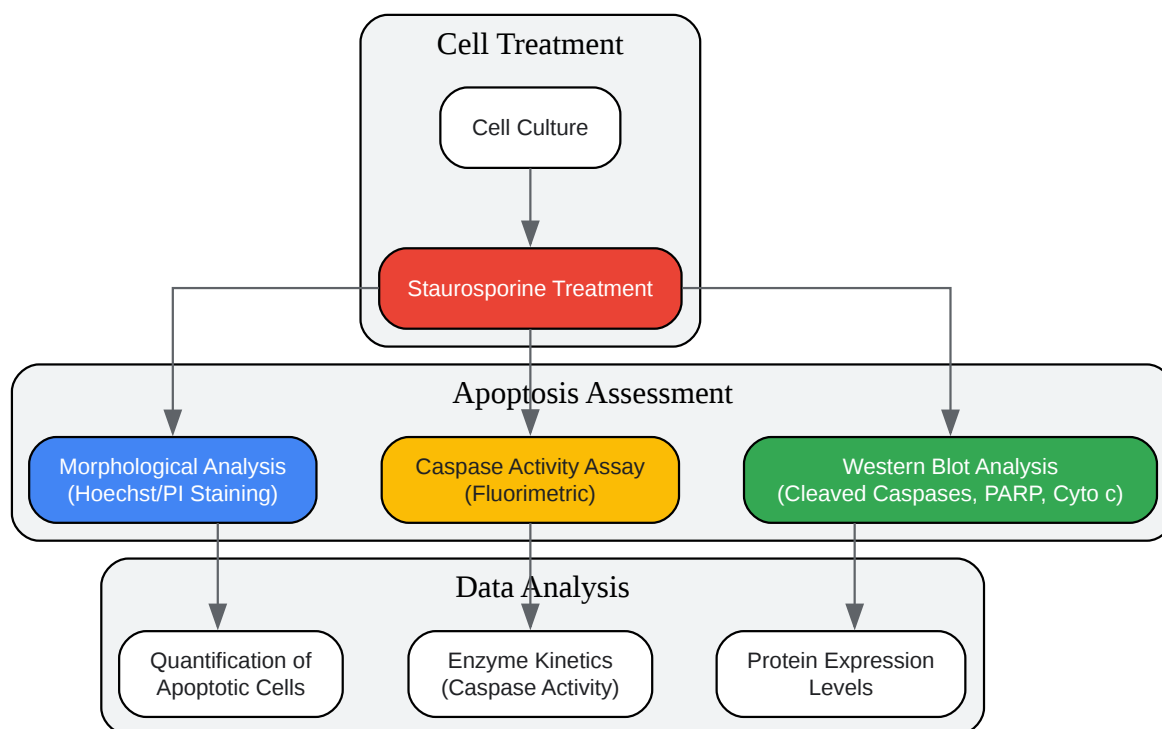 Cell Treatment
Cell Culture
Staurosporine Treatment
Apoptosis Assessment
Morphological Analysis
(Hoechst/PI Staining)
Caspase Activity Assay
(Fluorimetric)
Western Blot Analysis
(Cleaved Caspases, PARP, Cyto c)
Data Analysis
Quantification of
Apoptotic Cells
Enzyme Kinetics
(Caspase Activity)
Protein Expression
Levels